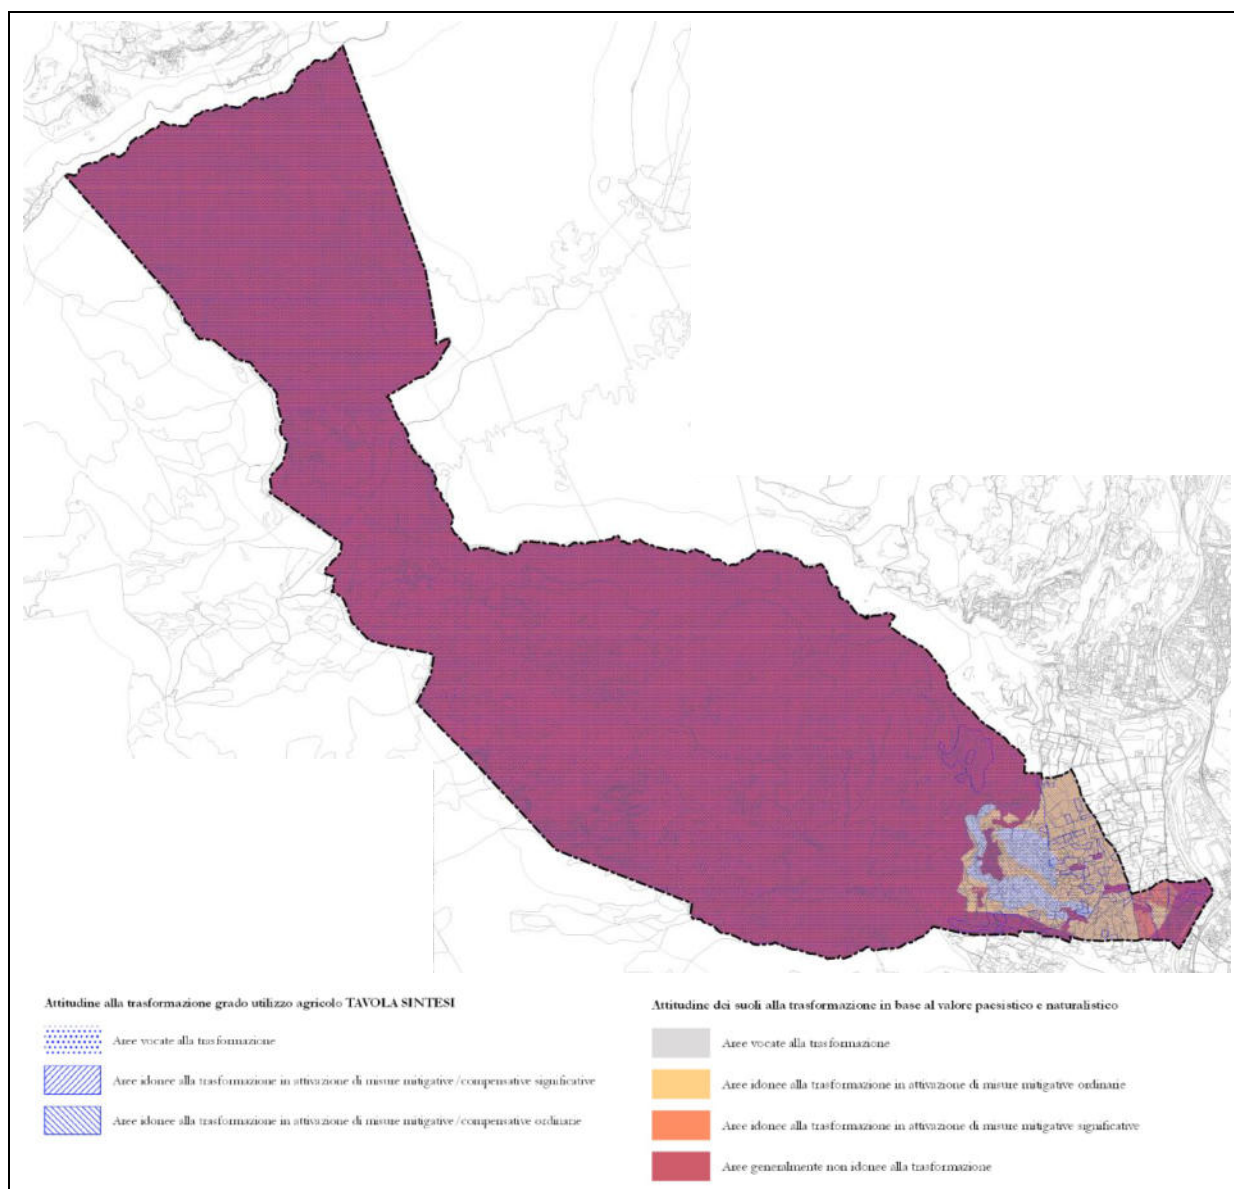 Attitudine alla trasformazione grado utilizzo agricolo TAVOLA SINTESI
Aree vocate alla trasformazione
Aree idonee alla trasformazione in attivazione di misure mitigative/compensative significative
Aree idonee alla trasformazione in attivazione di misure mitigative/compensative ordinarie
Attitudine dei suoli alla trasformazione in base al valore paesistico e naturalistico
Aree vocate alla trasformazione
Aree idonee alla trasformazione in attivazione di misure mitigative ordinarie
Aree idonee alla trasformazione in attivazione di misure mitigative significative
Aree generalmente non idonee alla trasformazione